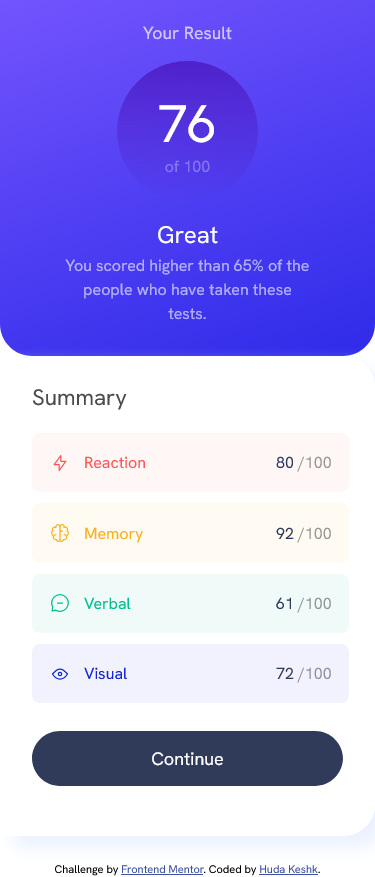 Your Result
76
of 100
Great
You scored higher than 65% of the
people who have taken these
tests.
Summary
Reaction 80 /100
Memory 92 /100
Verbal 61 /100
Visual 72 /100
Continue
Challenge by Frontend Mentor. Coded by Huda Keshk.